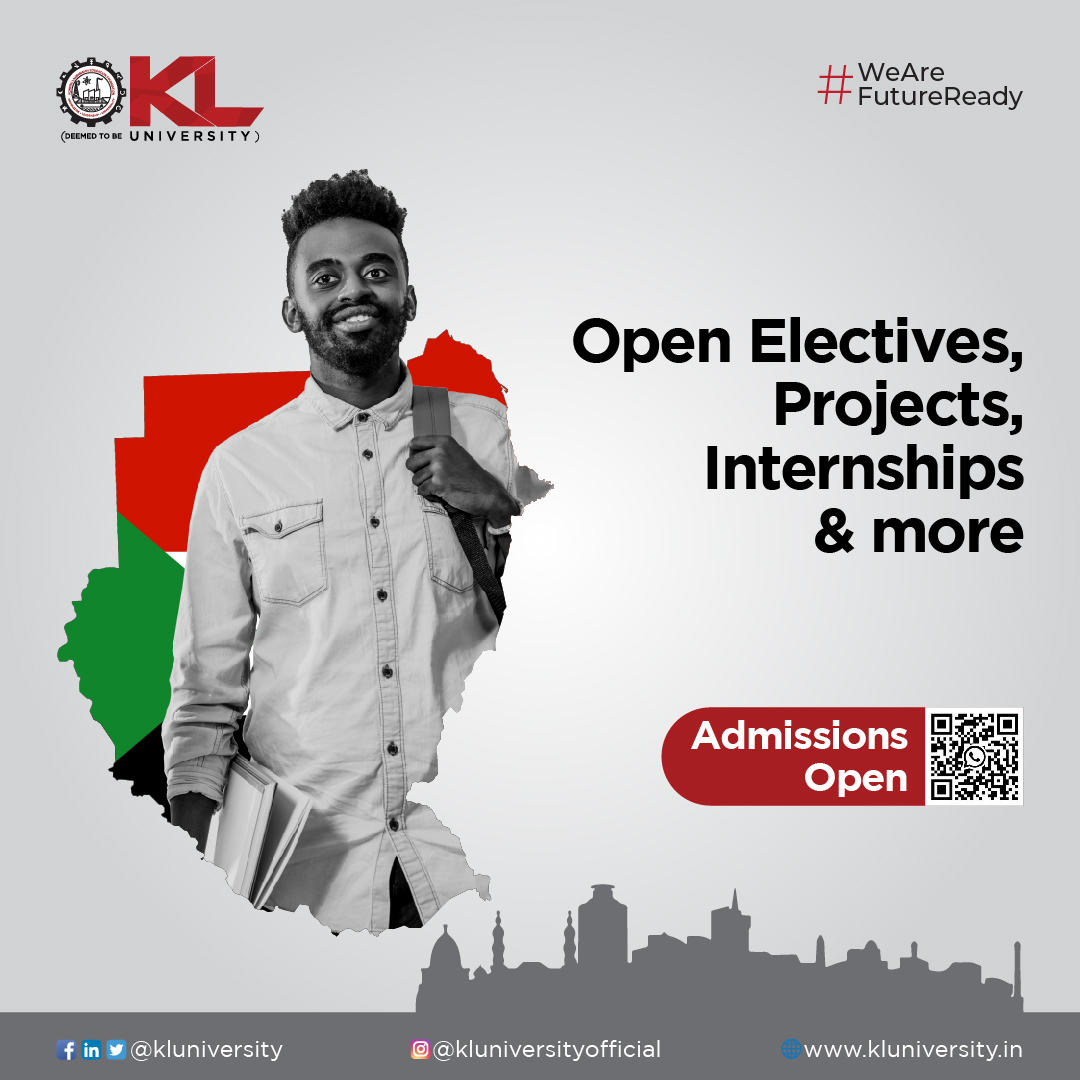 KL
(DEEMED TO BE UNIVERSITY)
#WeAre
FutureReady
Open Electives,
Projects,
Internships
& more
Admissions
Open
@kluniversity
@kluniversityofficial
www.kluniversity.in